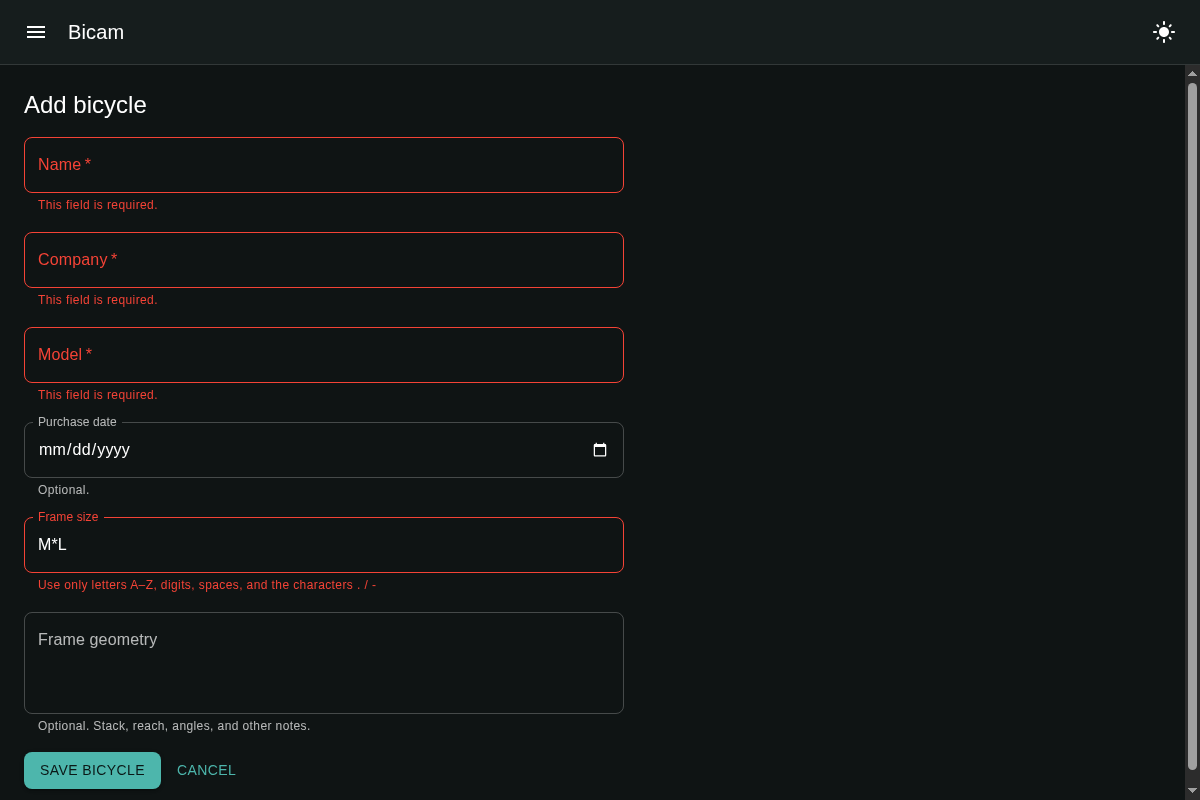 Bicam
Add bicycle
Name *
This field is required.
Company *
This field is required.
Model *
This field is required.
Purchase date
mm/dd/yyyy
Optional.
Frame size
M*L
Use only letters A–Z, digits, spaces, and the characters . / -
Frame geometry
Optional. Stack, reach, angles, and other notes.
SAVE BICYCLE CANCEL